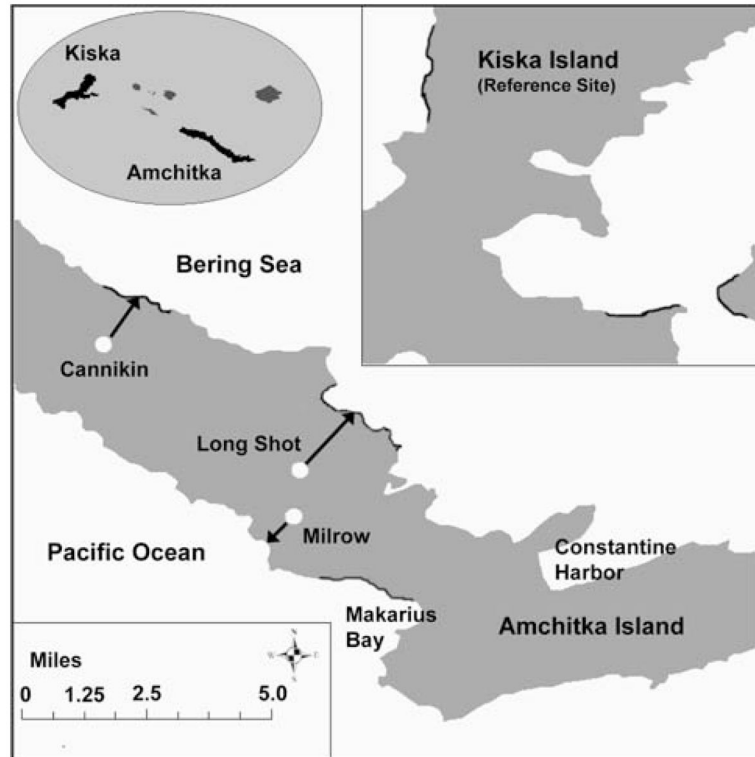 Kiska
Amchitka
Kiska Island
(Reference Site)
Bering Sea
Cannikin
Long Shot
Milrow
Pacific Ocean
Constantine
Harbor
Makarius
Bay
Amchitka Island
Miles
N
W
E
S
0 1.25 2.5 5.0